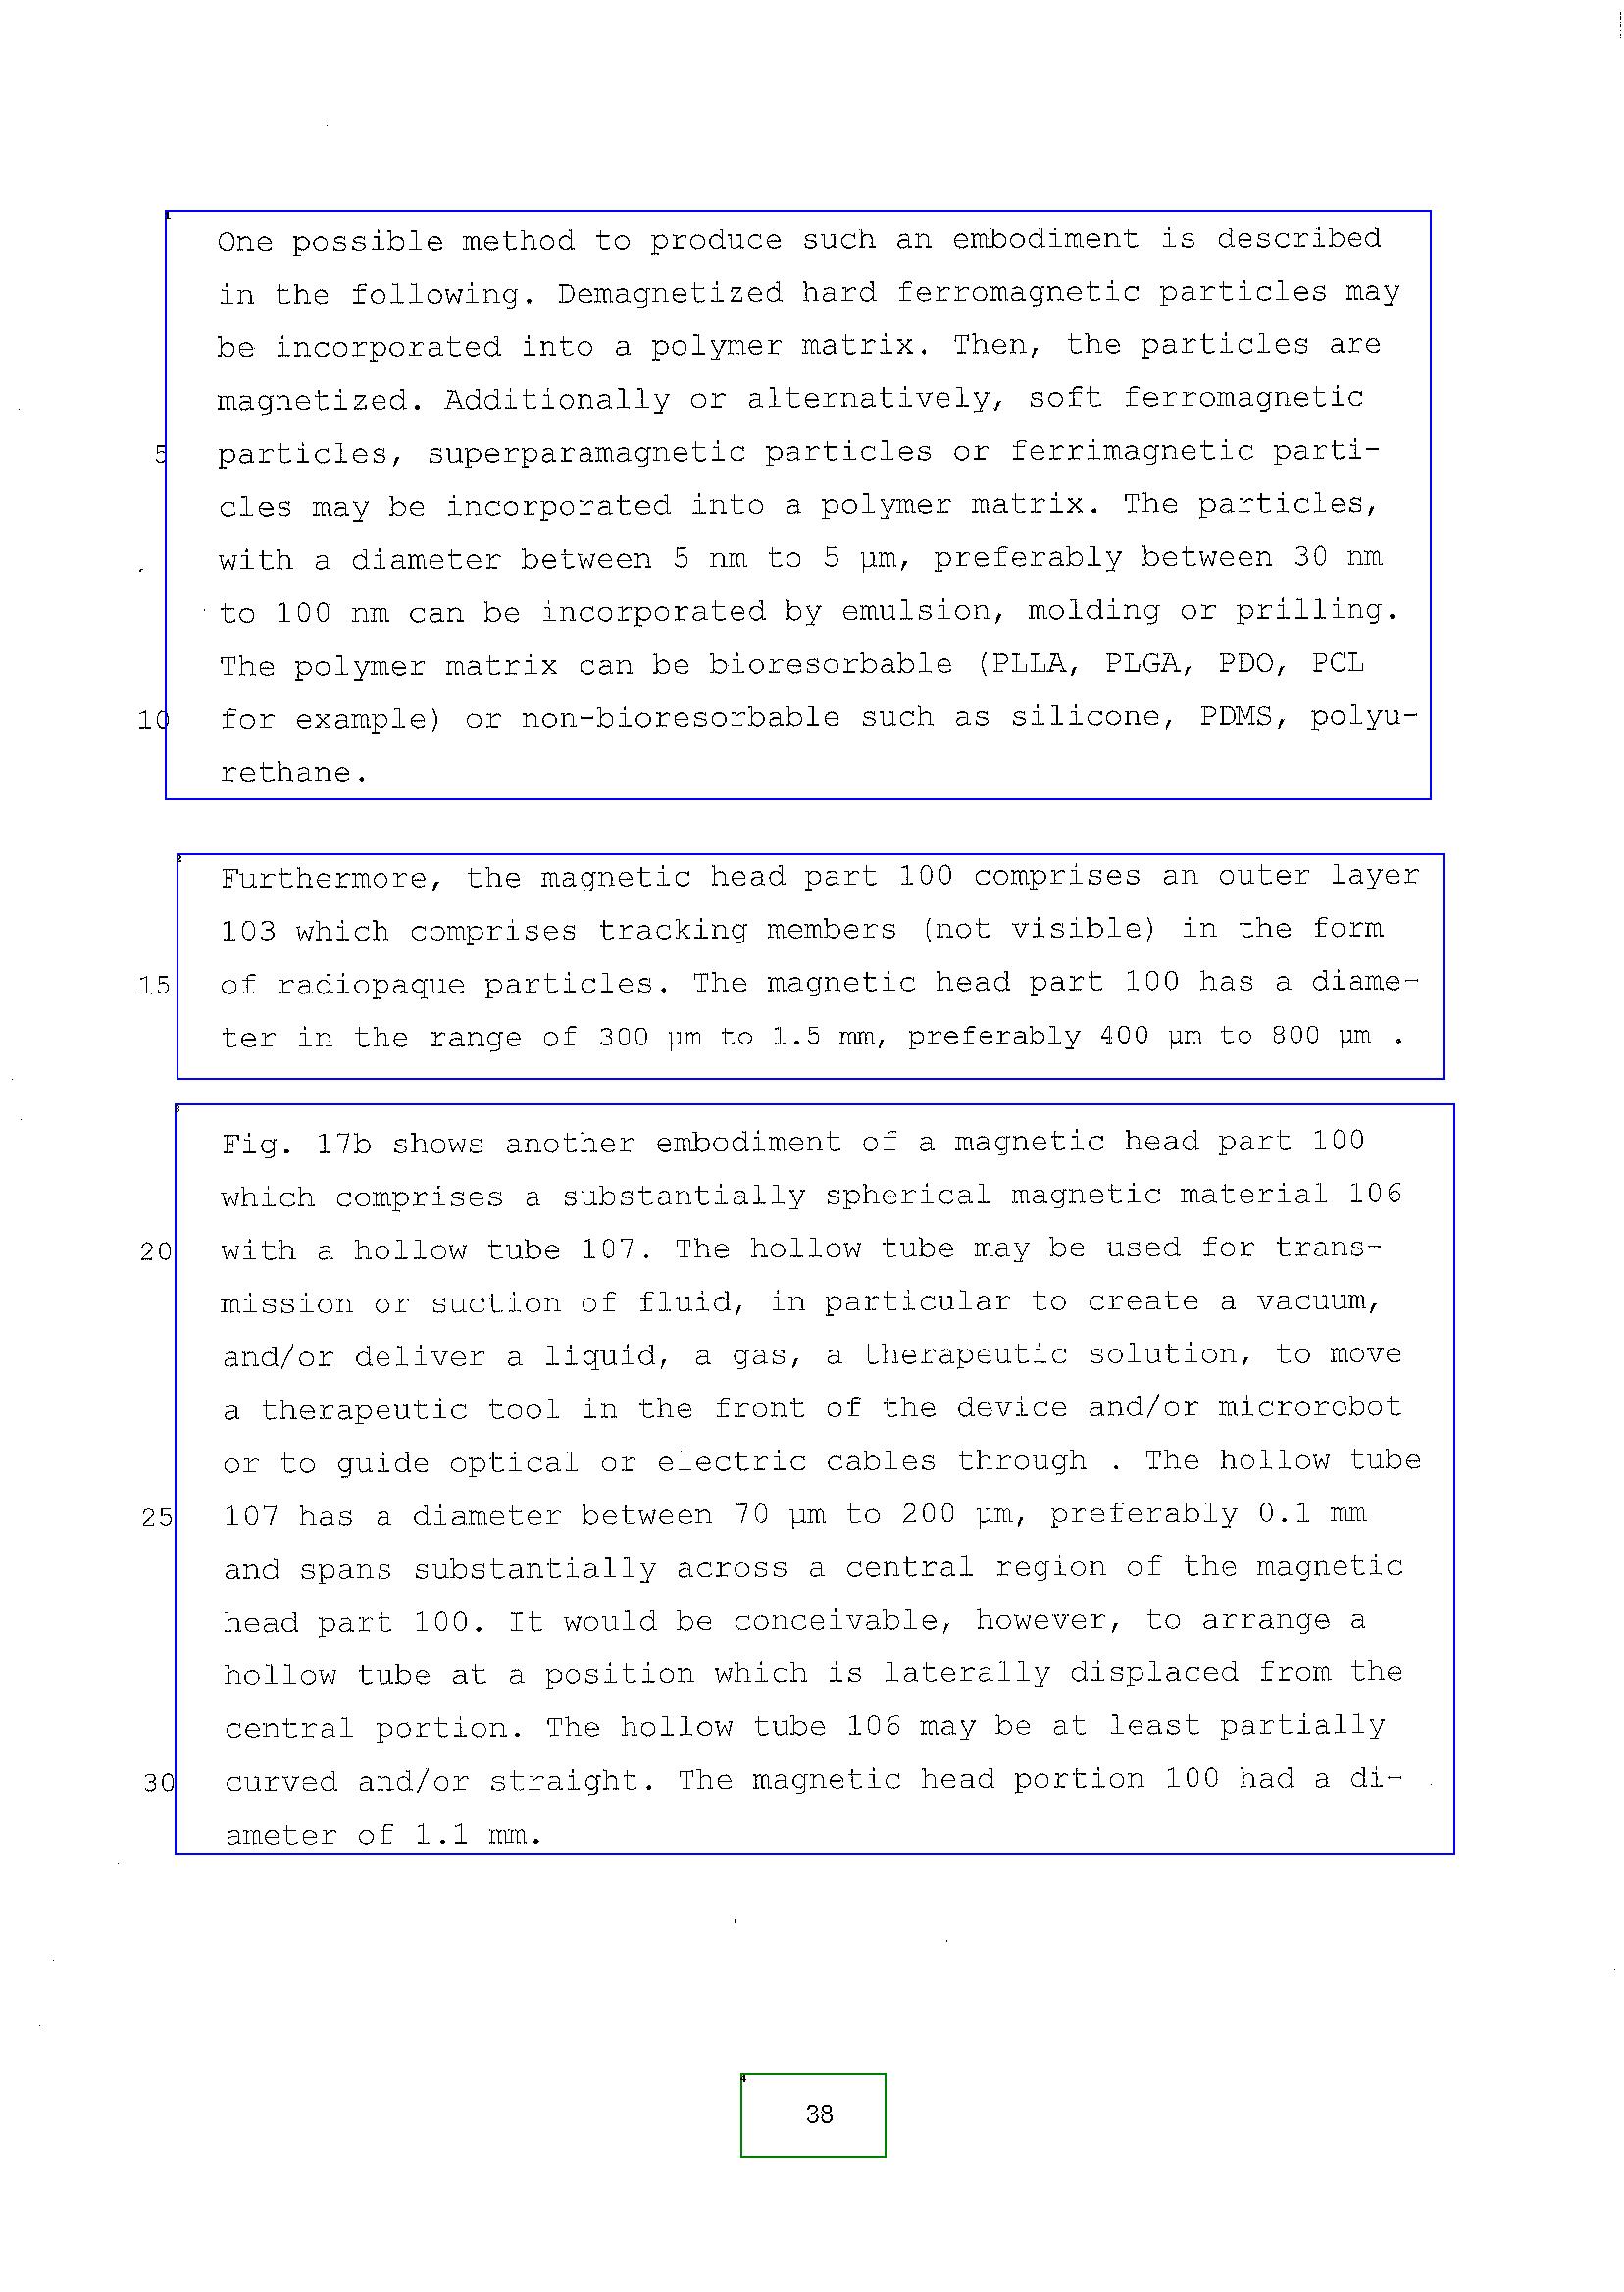 One possible method to produce such an embodiment is described
in the following. Demagnetized hard ferromagnetic particles may
be incorporated into a polymer matrix. Then, the particles are
magnetized. Additionally or alternatively, soft ferromagnetic
5 particles, superparamagnetic particles or ferrimagnetic parti-
cles may be incorporated into a polymer matrix. The particles,
with a diameter between 5 nm to 5 µm, preferably between 30 nm
to 100 nm can be incorporated by emulsion, molding or prilling.
The polymer matrix can be bioresorbable (PLLA, PLGA, PDO, PCL
10 for example) or non-bioresorbable such as silicone, PDMS, polyu-
rethane.
Furthermore, the magnetic head part 100 comprises an outer layer
103 which comprises tracking members (not visible) in the form
15 of radiopaque particles. The magnetic head part 100 has a diame-
ter in the range of 300 µm to 1.5 mm, preferably 400 µm to 800 µm .
Fig. 17b shows another embodiment of a magnetic head part 100
which comprises a substantially spherical magnetic material 106
20 with a hollow tube 107. The hollow tube may be used for trans-
mission or suction of fluid, in particular to create a vacuum,
and/or deliver a liquid, a gas, a therapeutic solution, to move
a therapeutic tool in the front of the device and/or microrobot
or to guide optical or electric cables through . The hollow tube
25 107 has a diameter between 70 µm to 200 µm, preferably 0.1 mm
and spans substantially across a central region of the magnetic
head part 100. It would be conceivable, however, to arrange a
hollow tube at a position which is laterally displaced from the
central portion. The hollow tube 106 may be at least partially
30 curved and/or straight. The magnetic head portion 100 had a di-
ameter of 1.1 mm.
38